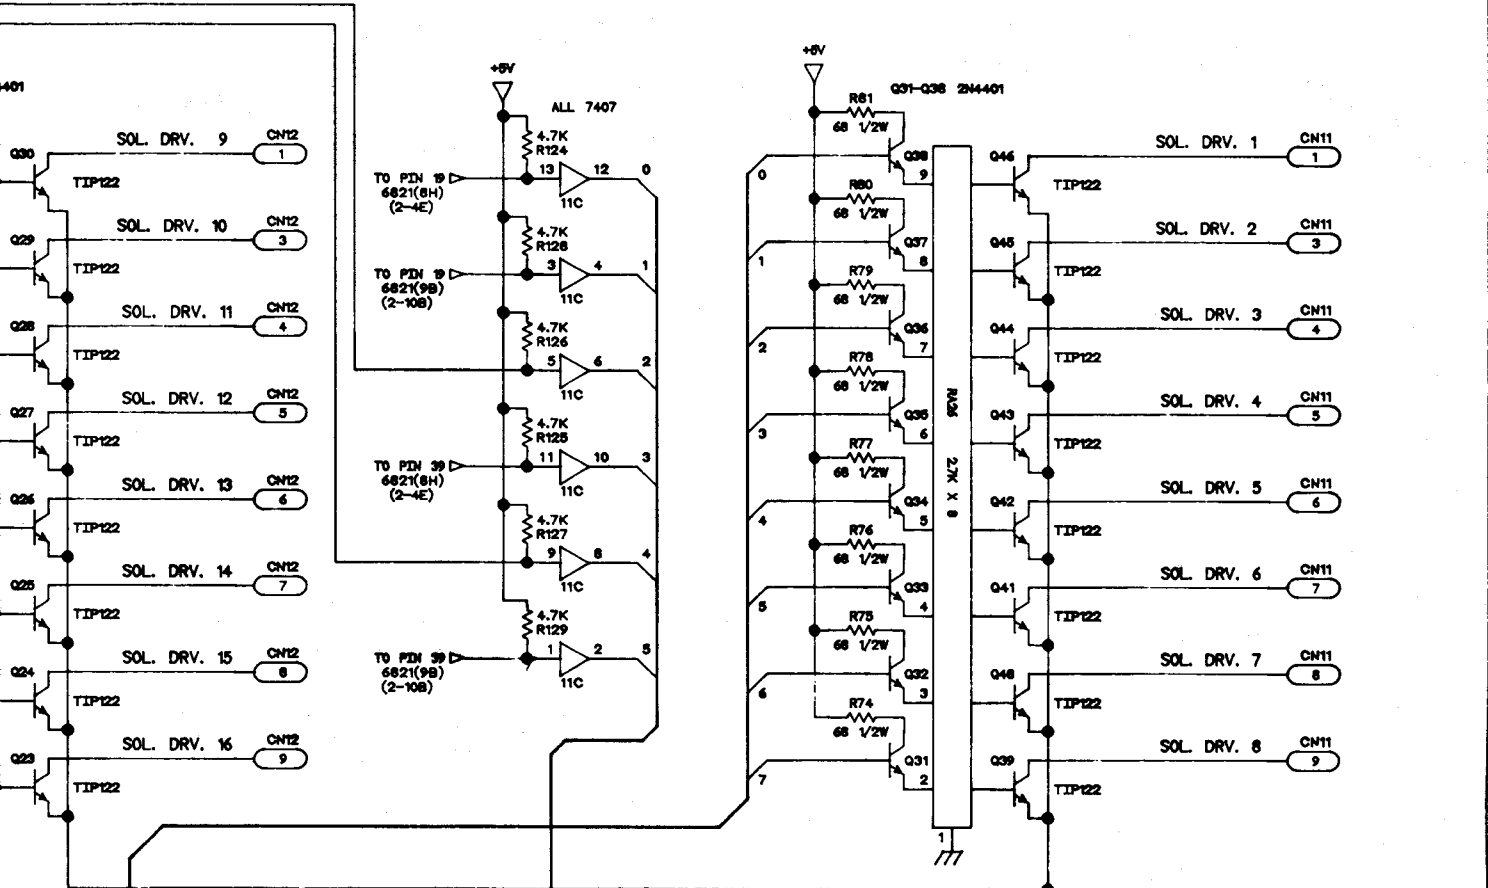 4401
Q30
SOL. DRV. 9
CN12
1
TIP122
Q29
SOL. DRV. 10
CN12
3
TIP122
Q28
SOL. DRV. 11
CN12
4
TIP122
Q27
SOL. DRV. 12
CN12
5
TIP122
Q26
SOL. DRV. 13
CN12
6
TIP122
Q25
SOL. DRV. 14
CN12
7
TIP122
Q24
SOL. DRV. 15
CN12
8
TIP122
Q23
SOL. DRV. 16
CN12
9
TIP122
+5V
ALL 7407
4.7K
R124
TO PIN 19
6821(8H)
(2-4E)
13
12
0
11C
4.7K
R128
TO PIN 19
6821(9B)
(2-10B)
3
4
1
11C
4.7K
R126
5
6
2
11C
4.7K
R125
TO PIN 39
6821(8H)
(2-4E)
11
10
3
11C
4.7K
R127
9
8
4
11C
4.7K
R129
TO PIN 39
6821(9B)
(2-10B)
1
2
5
11C
+5V
Q31-Q38 2N4401
R81
68 1/2W
0
Q38
9
R80
68 1/2W
1
Q37
8
R79
68 1/2W
2
Q36
7
R78
68 1/2W
3
Q35
6
R77
68 1/2W
4
Q34
5
R76
68 1/2W
5
Q33
4
R75
68 1/2W
6
Q32
3
R74
68 1/2W
7
Q31
2
2.7K X 8
1
Q46
SOL. DRV. 1
CN11
1
TIP122
Q45
SOL. DRV. 2
CN11
3
TIP122
Q44
SOL. DRV. 3
CN11
4
TIP122
Q43
SOL. DRV. 4
CN11
5
TIP122
Q42
SOL. DRV. 5
CN11
6
TIP122
Q41
SOL. DRV. 6
CN11
7
TIP122
SOL. DRV. 7
CN11
8
TIP122
Q39
SOL. DRV. 8
CN11
9
TIP122